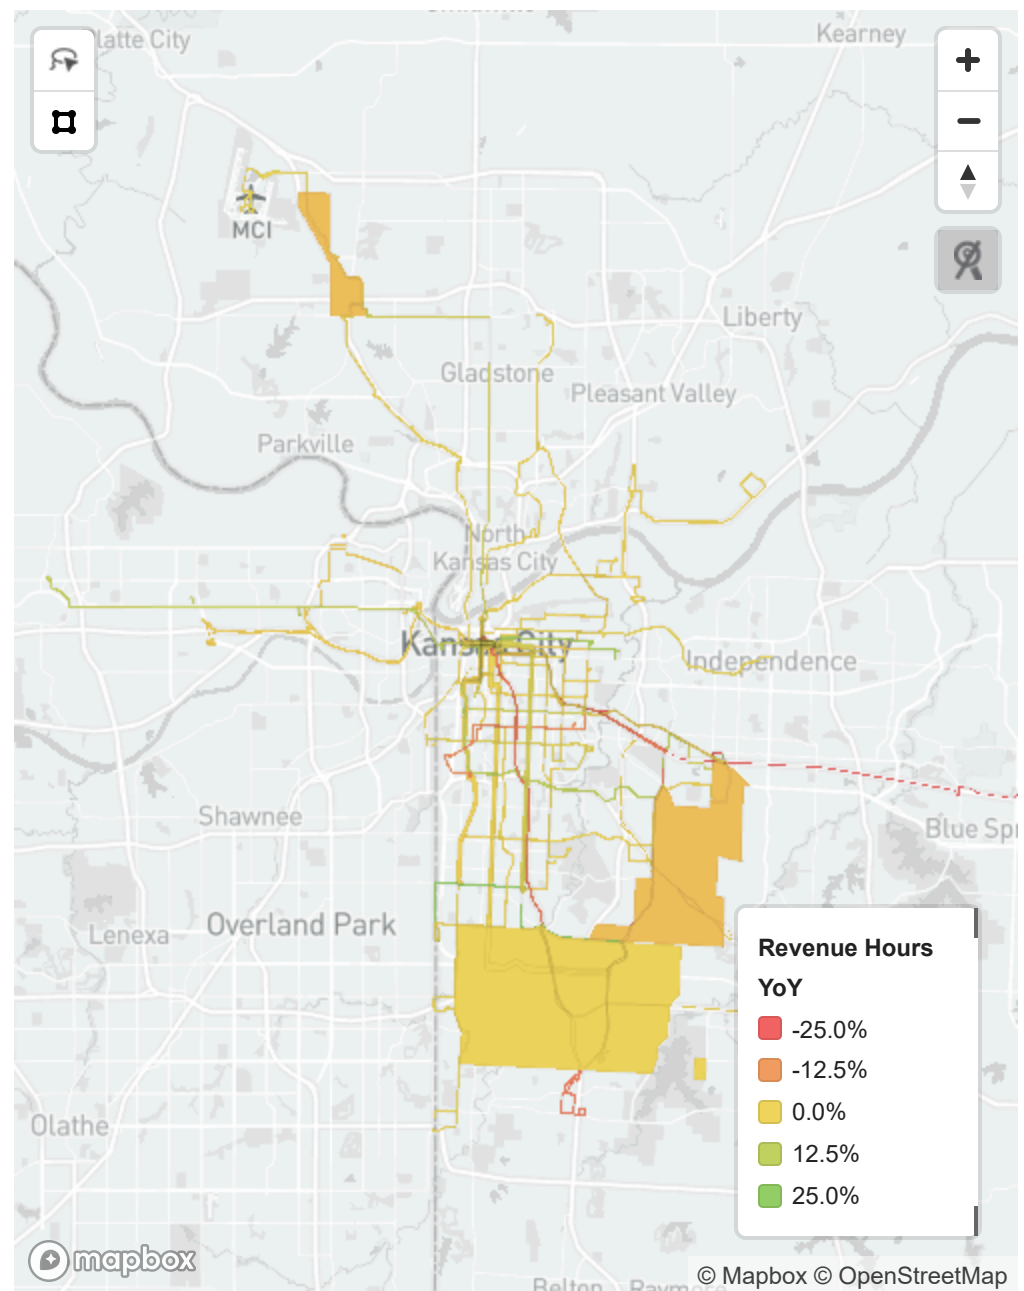 Platte City
Kearney
MCI
Liberty
Gladstone
Pleasant Valley
Parkville
North
Kansas City
Kansas City
Independence
Shawnee
Blue Spr
Overland Park
Lenexa
Revenue Hours
YoY
-25.0%
-12.5%
0.0%
12.5%
25.0%
Olathe
mapbox
© Mapbox © OpenStreetMap
Belton
Raymore